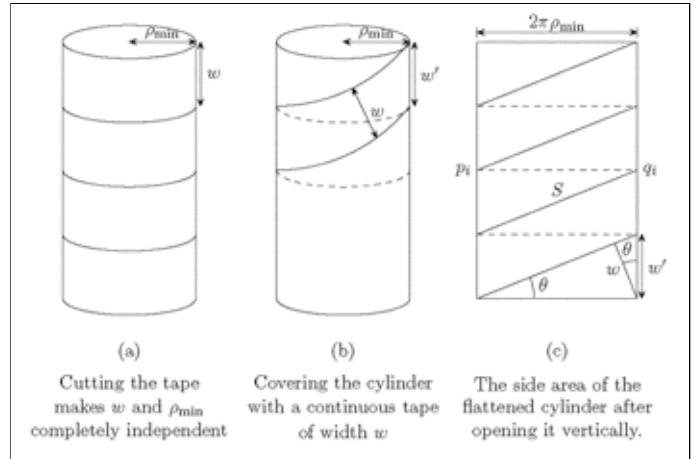 ρmin
w
(a)
Cutting the tape
makes w and ρmin
completely independent
ρmin
w′
w
(b)
Covering the cylinder
with a continuous tape
of width w
2πρmin
pᵢ
qᵢ
S
θ
w
w′
θ
(c)
The side area of the
flattened cylinder after
opening it vertically.